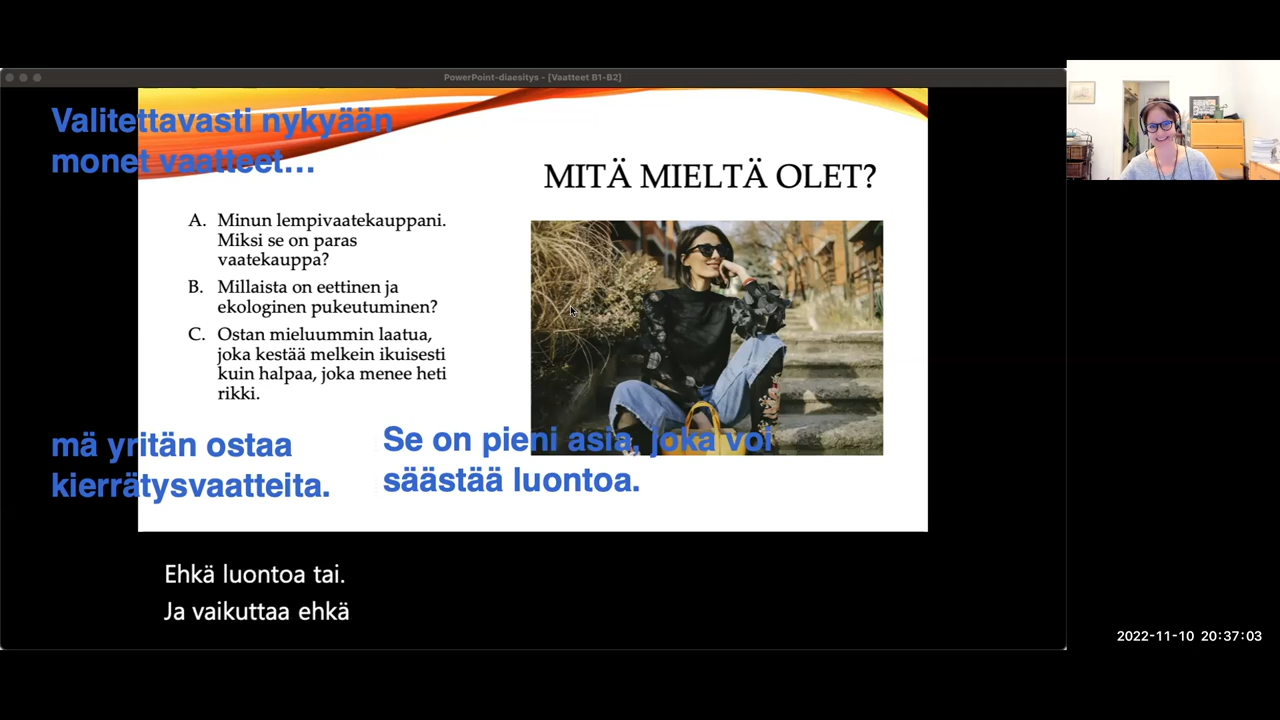 PowerPoint-diaesitys - [Vaatteet B1-B2]
Valitettavasti nykyään
monet vaatteet...
MITÄ MIELTÄ OLET?
A. Minun lempivaatekauppani.
Miksi se on paras
vaatekauppa?
B. Millaista on eettinen ja
ekologinen pukeutuminen?
C. Ostan mieluummin laatua,
joka kestää melkein ikuisesti
kuin halpaa, joka menee heti
rikki.
mä yritän ostaa
kierrätysvaatteita.
Se on pieni asia, joka voi
säästää luontoa.
Ehkä luontoa tai.
Ja vaikuttaa ehkä
2022-11-10 20:37:03